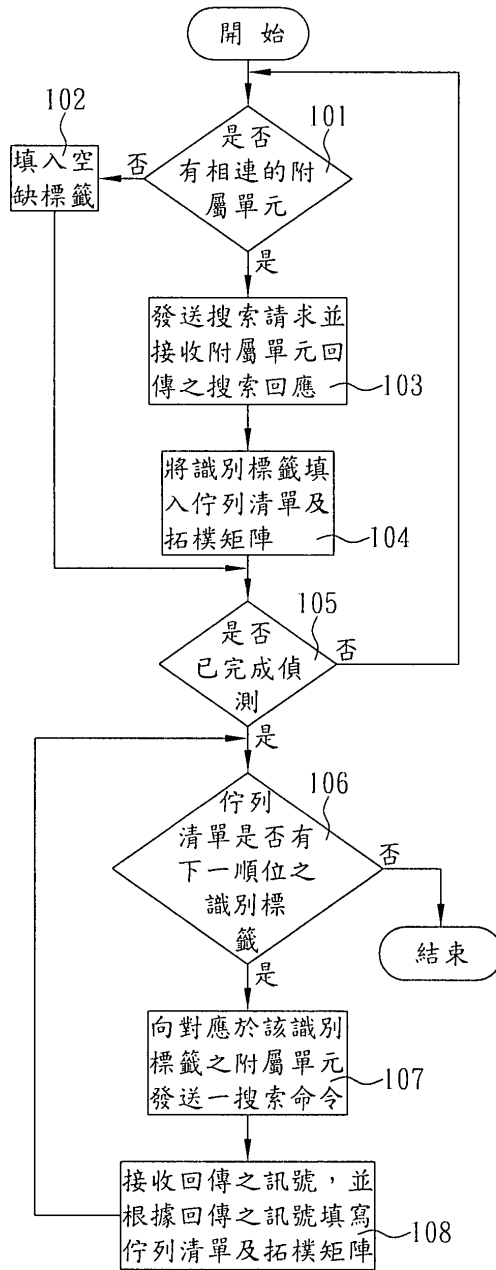 開始
102
101
填入空
缺標籤
否
是否
有相連的附
屬單元
是
發送搜索請求並
接收附屬單元回
傳之搜索回應
103
將識別標籤填
入佇列清單及
拓樸矩陣
104
105
是否
已完成偵
測
否
是
106
佇列
清單是否有
下一順位之
識別標
籤
否
結束
是
向對應於該識別
標籤之附屬單元
發送一搜索命令
107
接收回傳之訊號，並
根據回傳之訊號填寫
佇列清單及拓樸矩陣
108